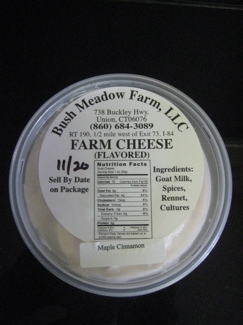 Bush Meadow Farm, LLC
738 Buckley Hwy.
Union, CT06076
(860) 684-3089
RT 190, 1/2 mile west of Exit 73, I-84
FARM CHEESE
(FLAVORED)
11/20
Sell By Date
on Package
Nutrition Facts
Ingredients:
Goat Milk,
Spices,
Rennet,
Cultures
Maple Cinnamon